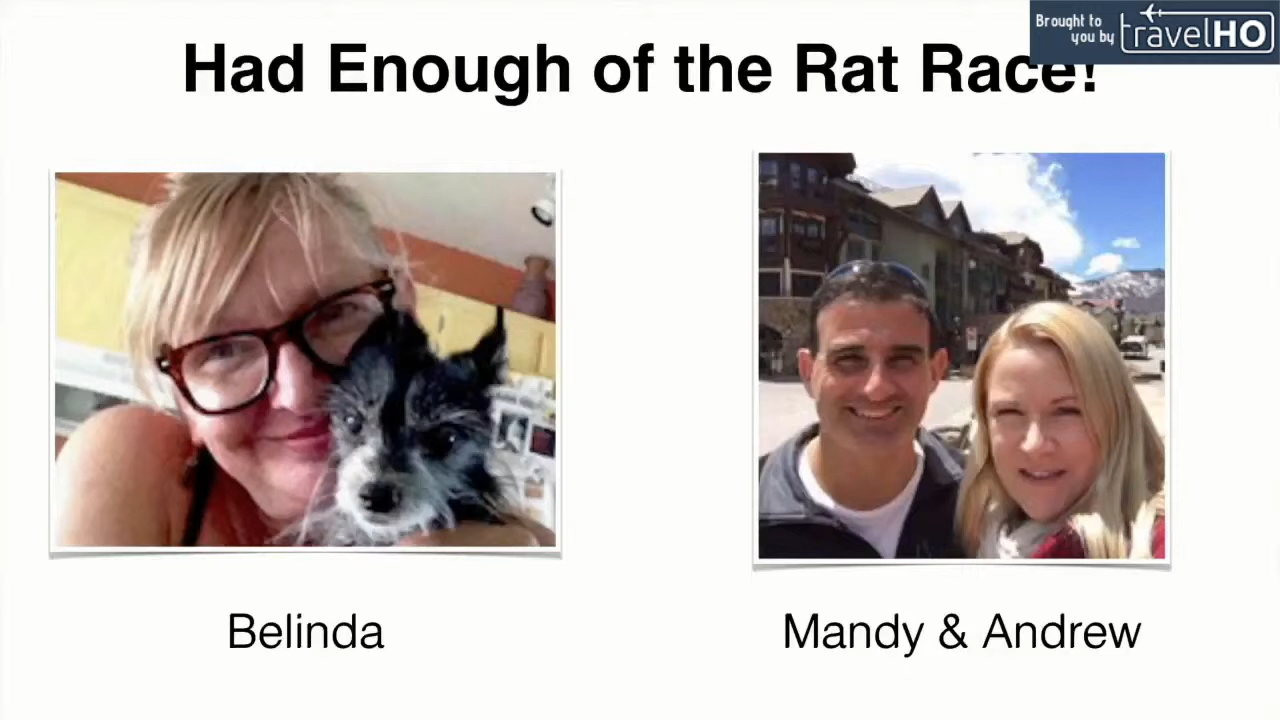 Brought to
you by travelHO
Had Enough of the Rat Race!
Belinda
Mandy & Andrew